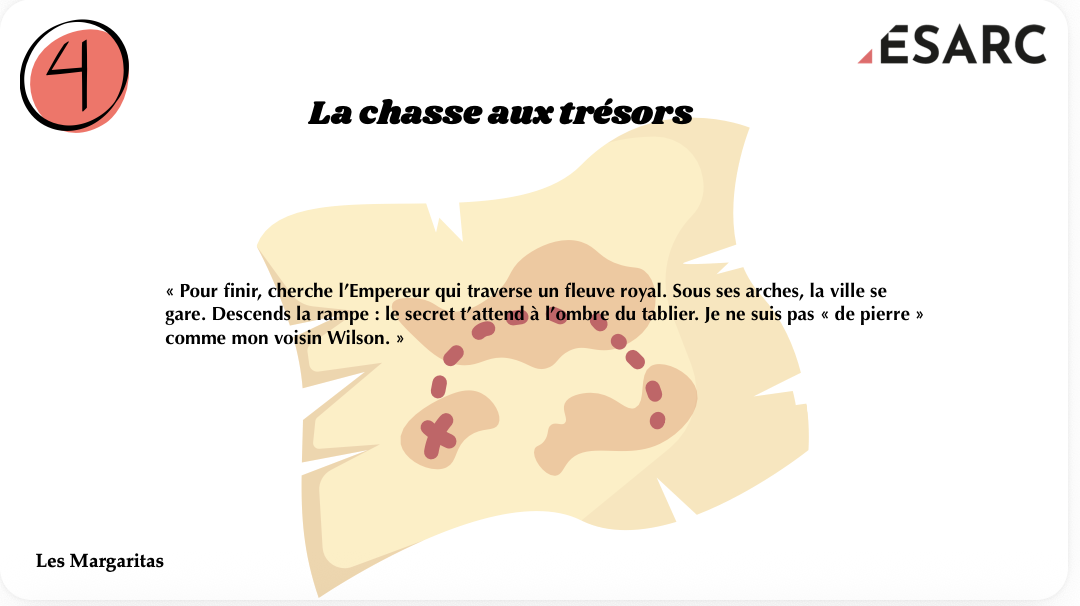 4
ESARC
La chasse aux trésors
« Pour finir, cherche l’Empereur qui traverse un fleuve royal. Sous ses arches, la ville se
gare. Descends la rampe : le secret t’attend à l’ombre du tablier. Je ne suis pas « de pierre »
comme mon voisin Wilson. »
Les Margaritas